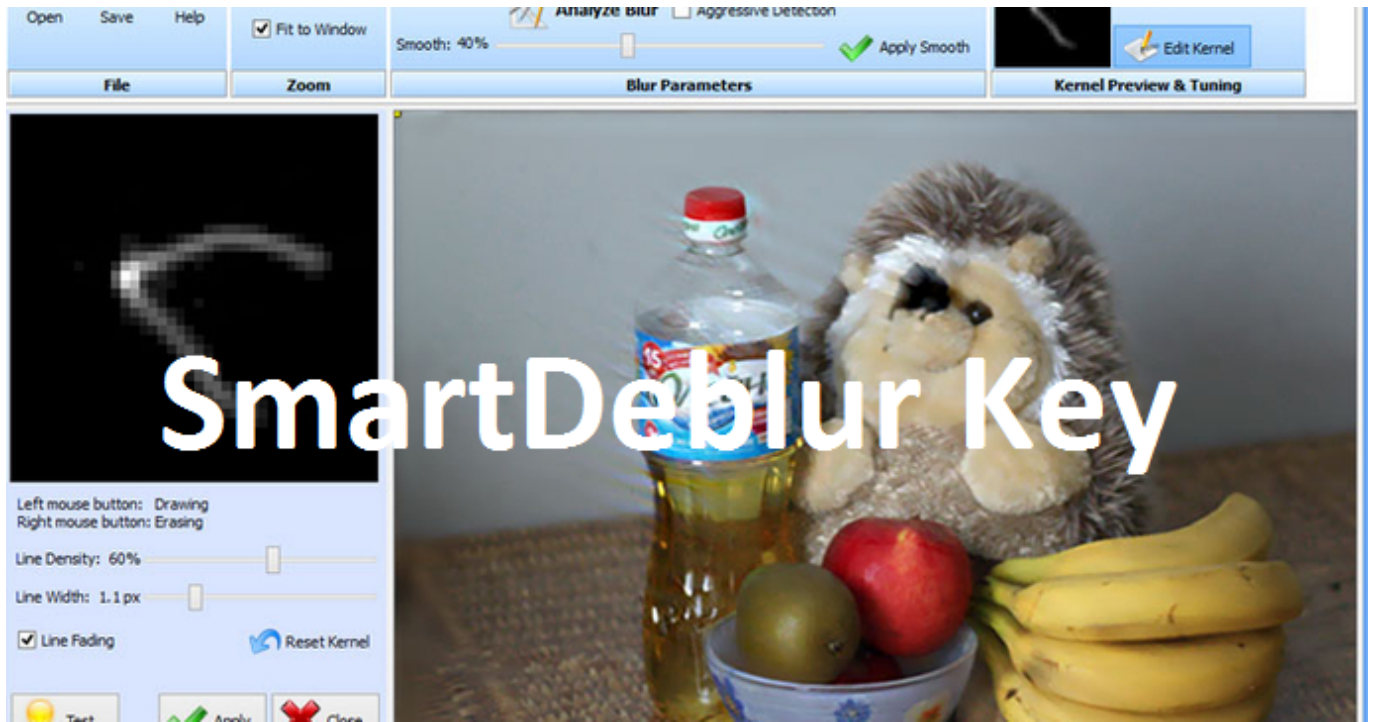 Open Save Help
Fit to Window
Analyze Blur Aggressive Detection
Smooth: 40% Apply Smooth
Edit Kernel
File Zoom Blur Parameters Kernel Preview & Tuning
15
SmartDeblur Key
Left mouse button: Drawing
Right mouse button: Erasing
Line Density: 60%
Line Width: 1.1 px
Line Fading Reset Kernel
Test Apply Close